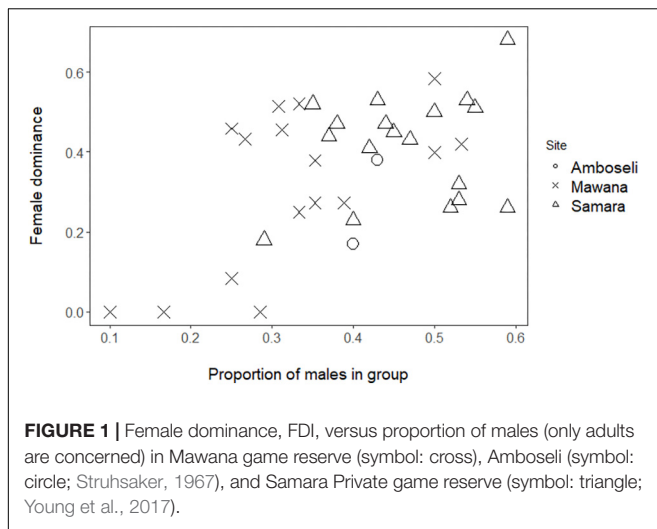 0.6
0.4
0.2
0.0
Female dominance
0.1 0.2 0.3 0.4 0.5 0.6
Proportion of males in group
Site
Amboseli
Mawana
Samara
FIGURE 1 | Female dominance, FDI, versus proportion of males (only adults
are concerned) in Mawana game reserve (symbol: cross), Amboseli (symbol:
circle; Struhsaker, 1967), and Samara Private game reserve (symbol: triangle;
Young et al., 2017).